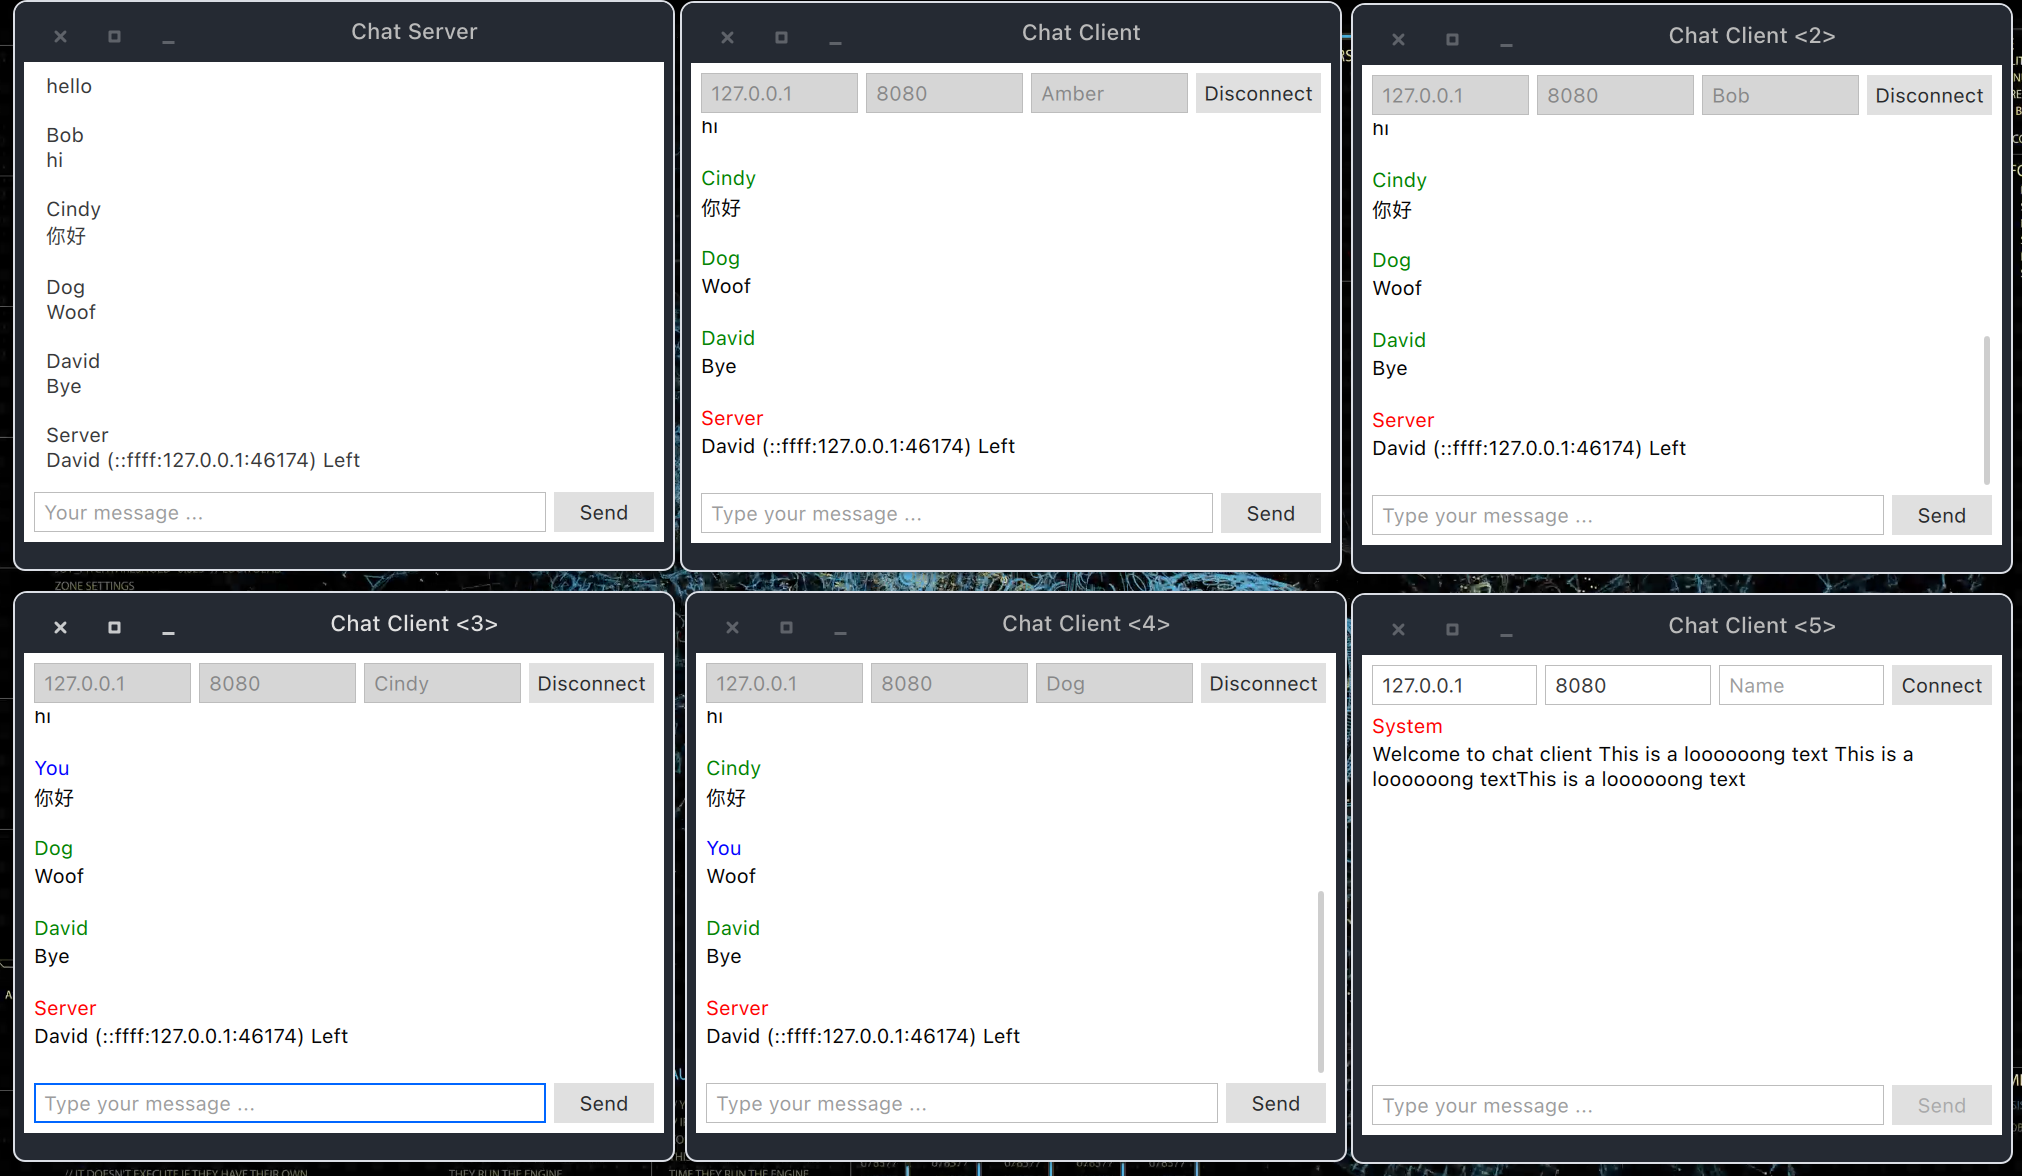 Chat Server
hello
Bob
hi
Cindy
你好
Dog
Woof
David
Bye
Server
David (::ffff:127.0.0.1:46174) Left
Your message ...
Send
Chat Client
127.0.0.1
8080
Amber
Disconnect
hi
Cindy
你好
Dog
Woof
David
Bye
Server
David (::ffff:127.0.0.1:46174) Left
Type your message ...
Send
Chat Client <2>
127.0.0.1
8080
Bob
Disconnect
hi
Cindy
你好
Dog
Woof
David
Bye
Server
David (::ffff:127.0.0.1:46174) Left
Type your message ...
Send
ZONE SETTINGS
Chat Client <3>
127.0.0.1
8080
Cindy
Disconnect
hi
You
你好
Dog
Woof
David
Bye
Server
David (::ffff:127.0.0.1:46174) Left
Type your message ...
Send
Chat Client <4>
127.0.0.1
8080
Dog
Disconnect
hi
Cindy
你好
You
Woof
David
Bye
Server
David (::ffff:127.0.0.1:46174) Left
Type your message ...
Send
Chat Client <5>
127.0.0.1
8080
Name
Connect
System
Welcome to chat client This is a loooooong text This is a
loooooong textThis is a loooooong text
Type your message ...
Send
// IT DOESN'T EXECUTE IF THEY HAVE THEIR OWN
THEY RUN THE ENGINE
TIME THEY RUN THE ENGINE